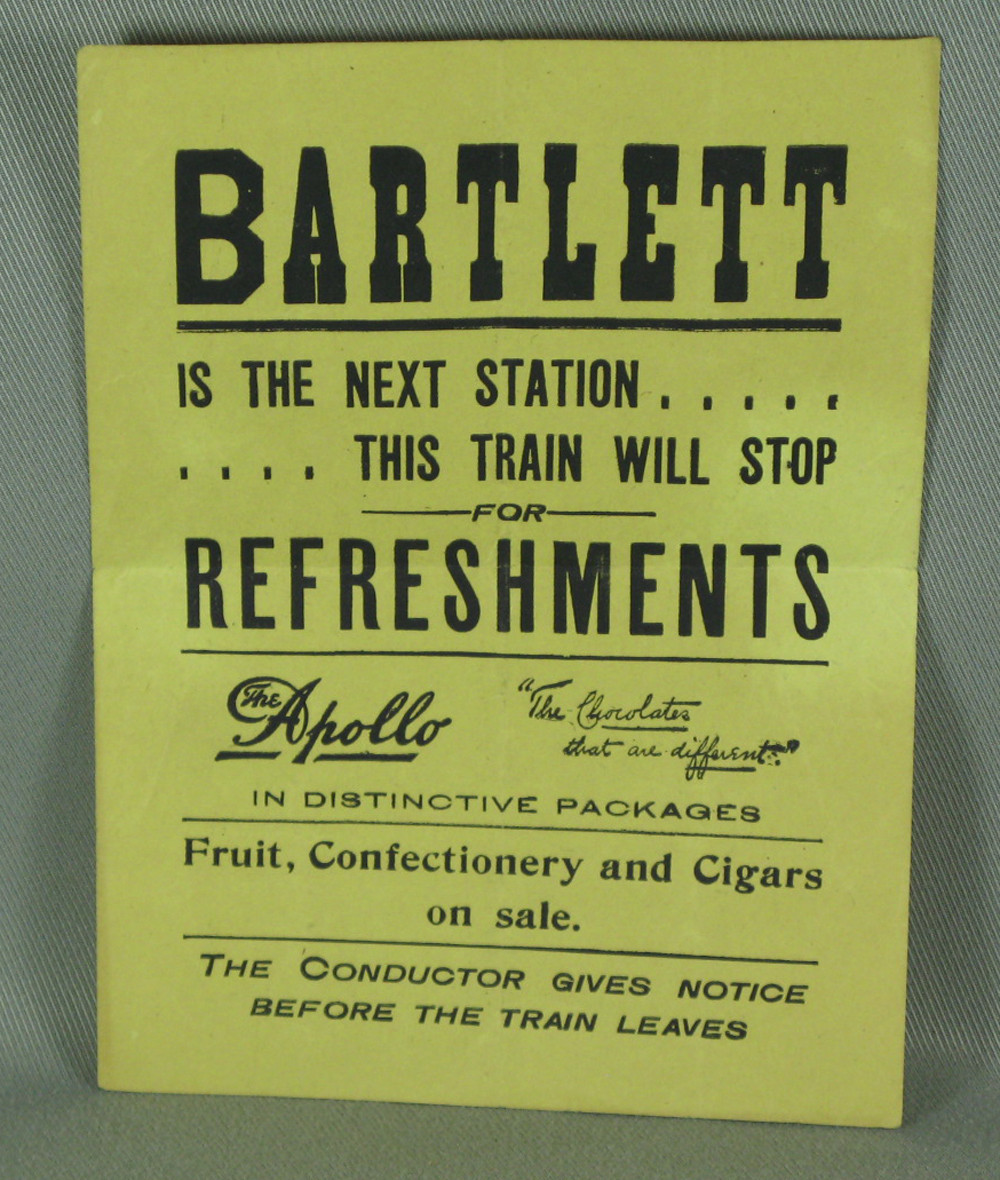 BARTLETT
IS THE NEXT STATION . . . . .
. . . . THIS TRAIN WILL STOP
FOR
REFRESHMENTS
The Apollo
"The Chocolates
that are different."
IN DISTINCTIVE PACKAGES
Fruit, Confectionery and Cigars
on sale.
THE CONDUCTOR GIVES NOTICE
BEFORE THE TRAIN LEAVES